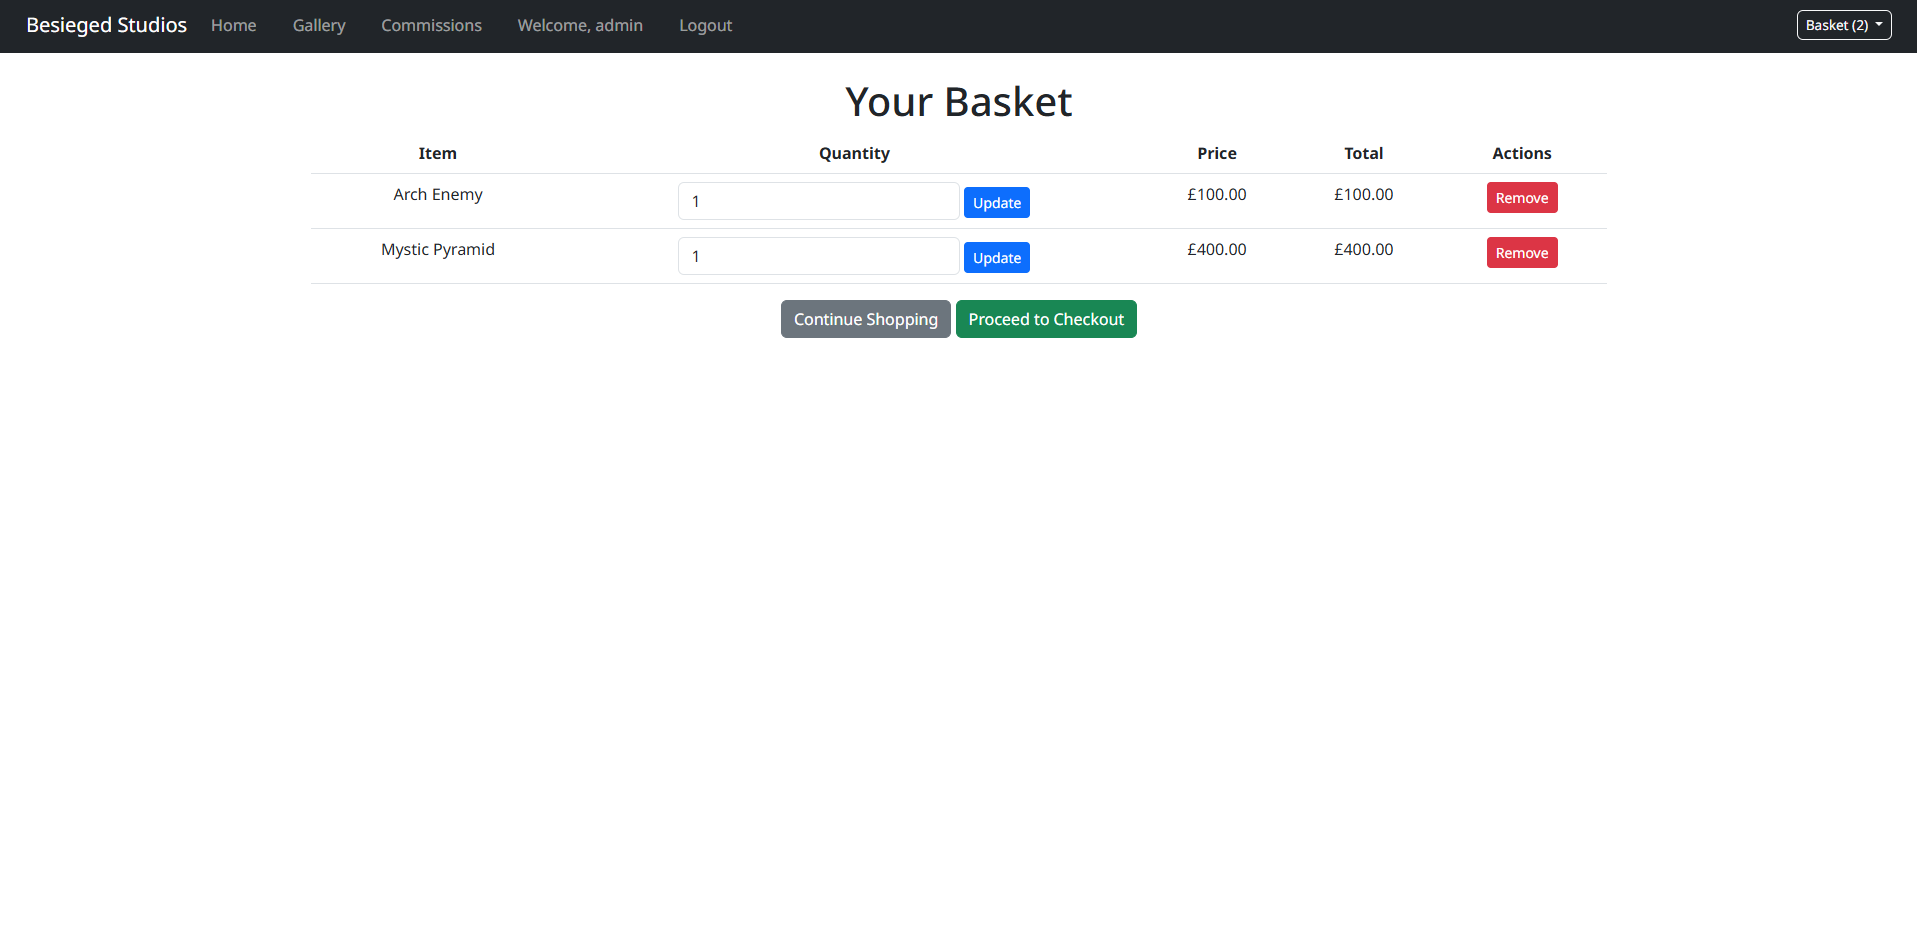 Besieged Studios Home Gallery Commissions Welcome, admin Logout Basket (2)
Your Basket
Item Quantity Price Total Actions
Arch Enemy 1 Update £100.00 £100.00 Remove
Mystic Pyramid 1 Update £400.00 £400.00 Remove
Continue Shopping Proceed to Checkout